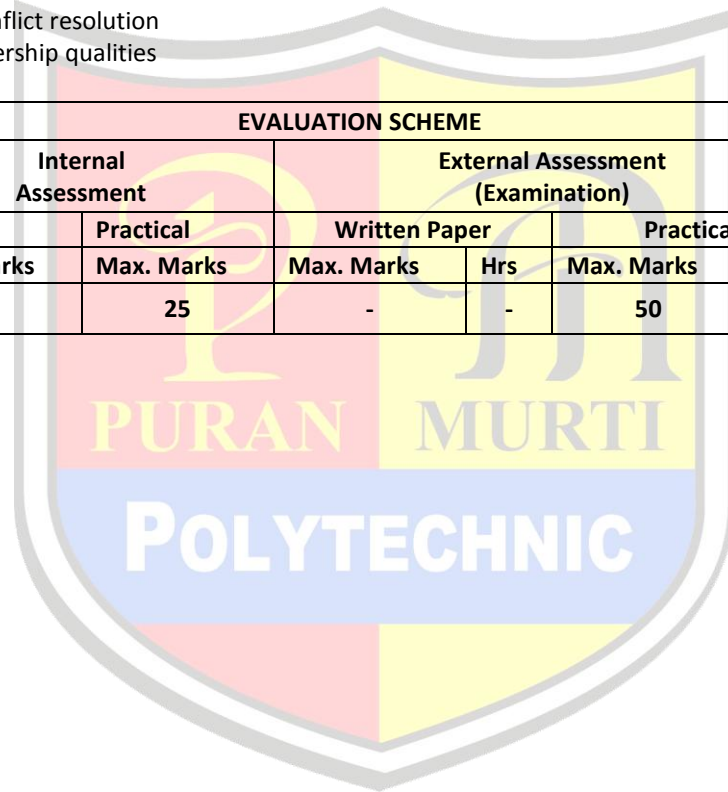 flict resolution
ership qualities
EVALUATION SCHEME
Internal
Assessment
External Assessment
(Examination)
Practical
Written Paper
Practica
rks
Max. Marks
Max. Marks
Hrs
Max. Marks
25
-
-
50
PURAN MURTI
POLYTECHNIC